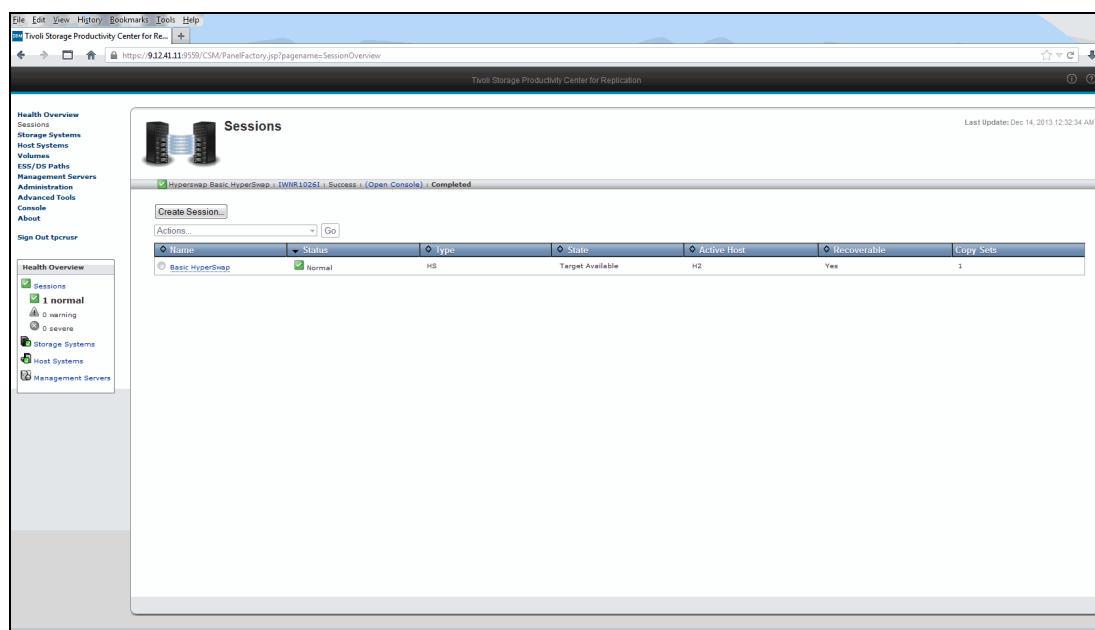 File Edit View History Bookmarks Tools Help
Tivoli Storage Productivity Center for Re... +
https://9.12.41.11:9559/CSM/PanelFactory.jsp?pagename=SessionOverview
Tivoli Storage Productivity Center for Replication
Health Overview
Sessions
Storage Systems
Host Systems
Volumes
ESS/DS Paths
Management Servers
Administration
Advanced Tools
Console
About
Sign Out tpcrusr
Health Overview
Sessions
1 normal
0 warning
0 severe
Storage Systems
Host Systems
Management Servers
Sessions
Last Update: Dec 14, 2013 12:32:34 AM
Hyperswap Basic HyperSwap : IWNR1026I : Success : (Open Console) : Completed
Create Session...
Actions... Go
Name Status Type State Active Host Recoverable Copy Sets
Basic HyperSwap Normal HS Target Available H2 Yes 1